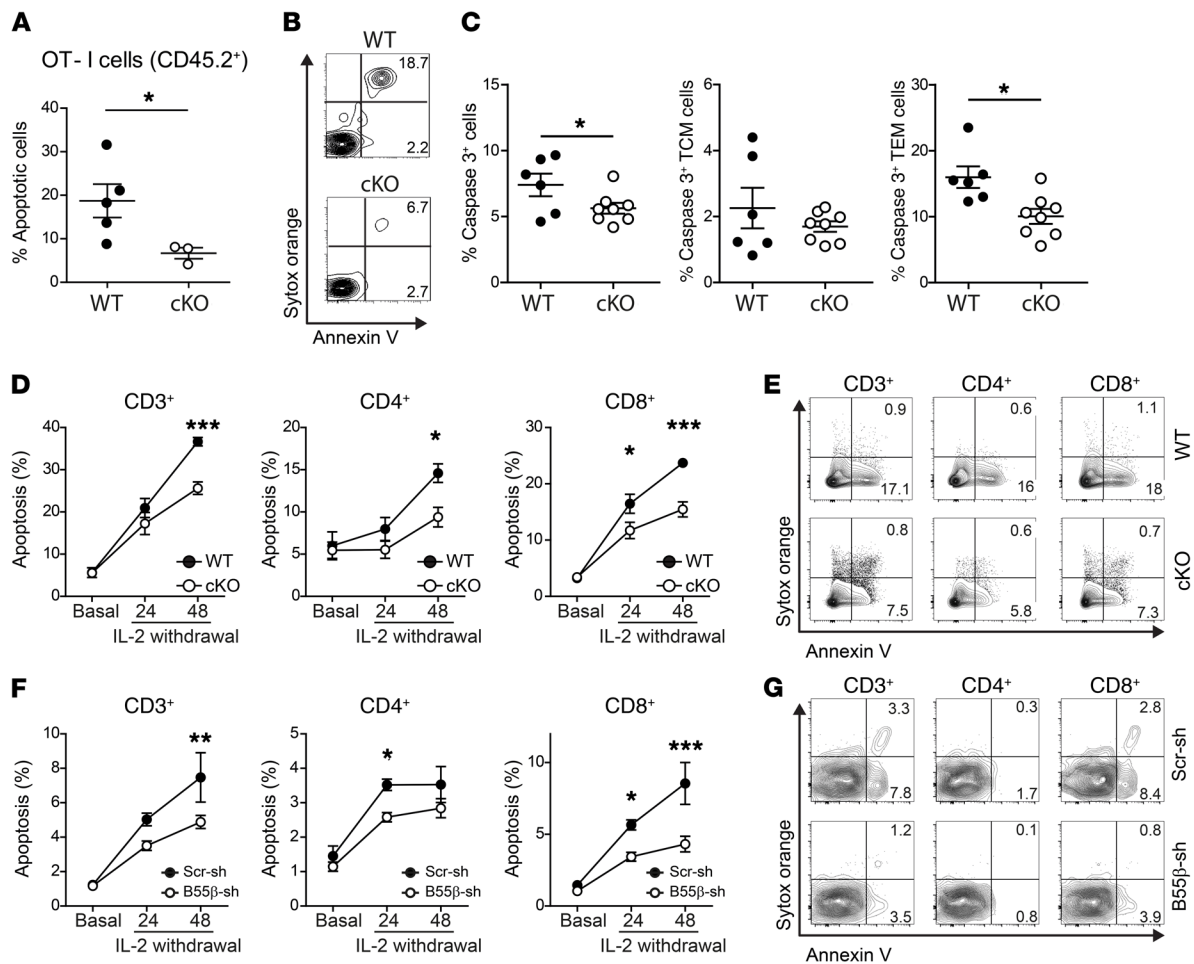 A
OT- I cells (CD45.2⁺)
% Apoptotic cells
40
30
20
10
0
*
WT
cKO
B
WT
18.7
2.2
cKO
6.7
2.7
Sytox orange
Annexin V
C
% Caspase 3⁺ cells
15
10
5
0
*
WT
cKO
% Caspase 3⁺ TCM cells
6
4
2
0
WT
cKO
% Caspase 3⁺ TEM cells
30
20
10
0
*
WT
cKO
D
CD3⁺
Apoptosis (%)
40
30
20
10
0
***
WT
cKO
Basal 24 48
IL-2 withdrawal
CD4⁺
Apoptosis (%)
20
15
10
5
0
*
WT
cKO
Basal 24 48
IL-2 withdrawal
CD8⁺
Apoptosis (%)
30
20
10
0
*
***
WT
cKO
Basal 24 48
IL-2 withdrawal
E
CD3⁺ CD4⁺ CD8⁺
0.9 0.6 1.1
17.1 16 18
WT
0.8 0.6 0.7
7.5 5.8 7.3
cKO
Sytox orange
Annexin V
F
CD3⁺
Apoptosis (%)
10
8
6
4
2
0
**
Scr-sh
B55β-sh
Basal 24 48
IL-2 withdrawal
CD4⁺
Apoptosis (%)
5
4
3
2
1
0
*
Scr-sh
B55β-sh
Basal 24 48
IL-2 withdrawal
CD8⁺
Apoptosis (%)
10
5
0
*
***
Scr-sh
B55β-sh
Basal 24 48
IL-2 withdrawal
G
CD3⁺ CD4⁺ CD8⁺
3.3 0.3 2.8
7.8 1.7 8.4
Scr-sh
1.2 0.1 0.8
3.5 0.8 3.9
B55β-sh
Sytox orange
Annexin V